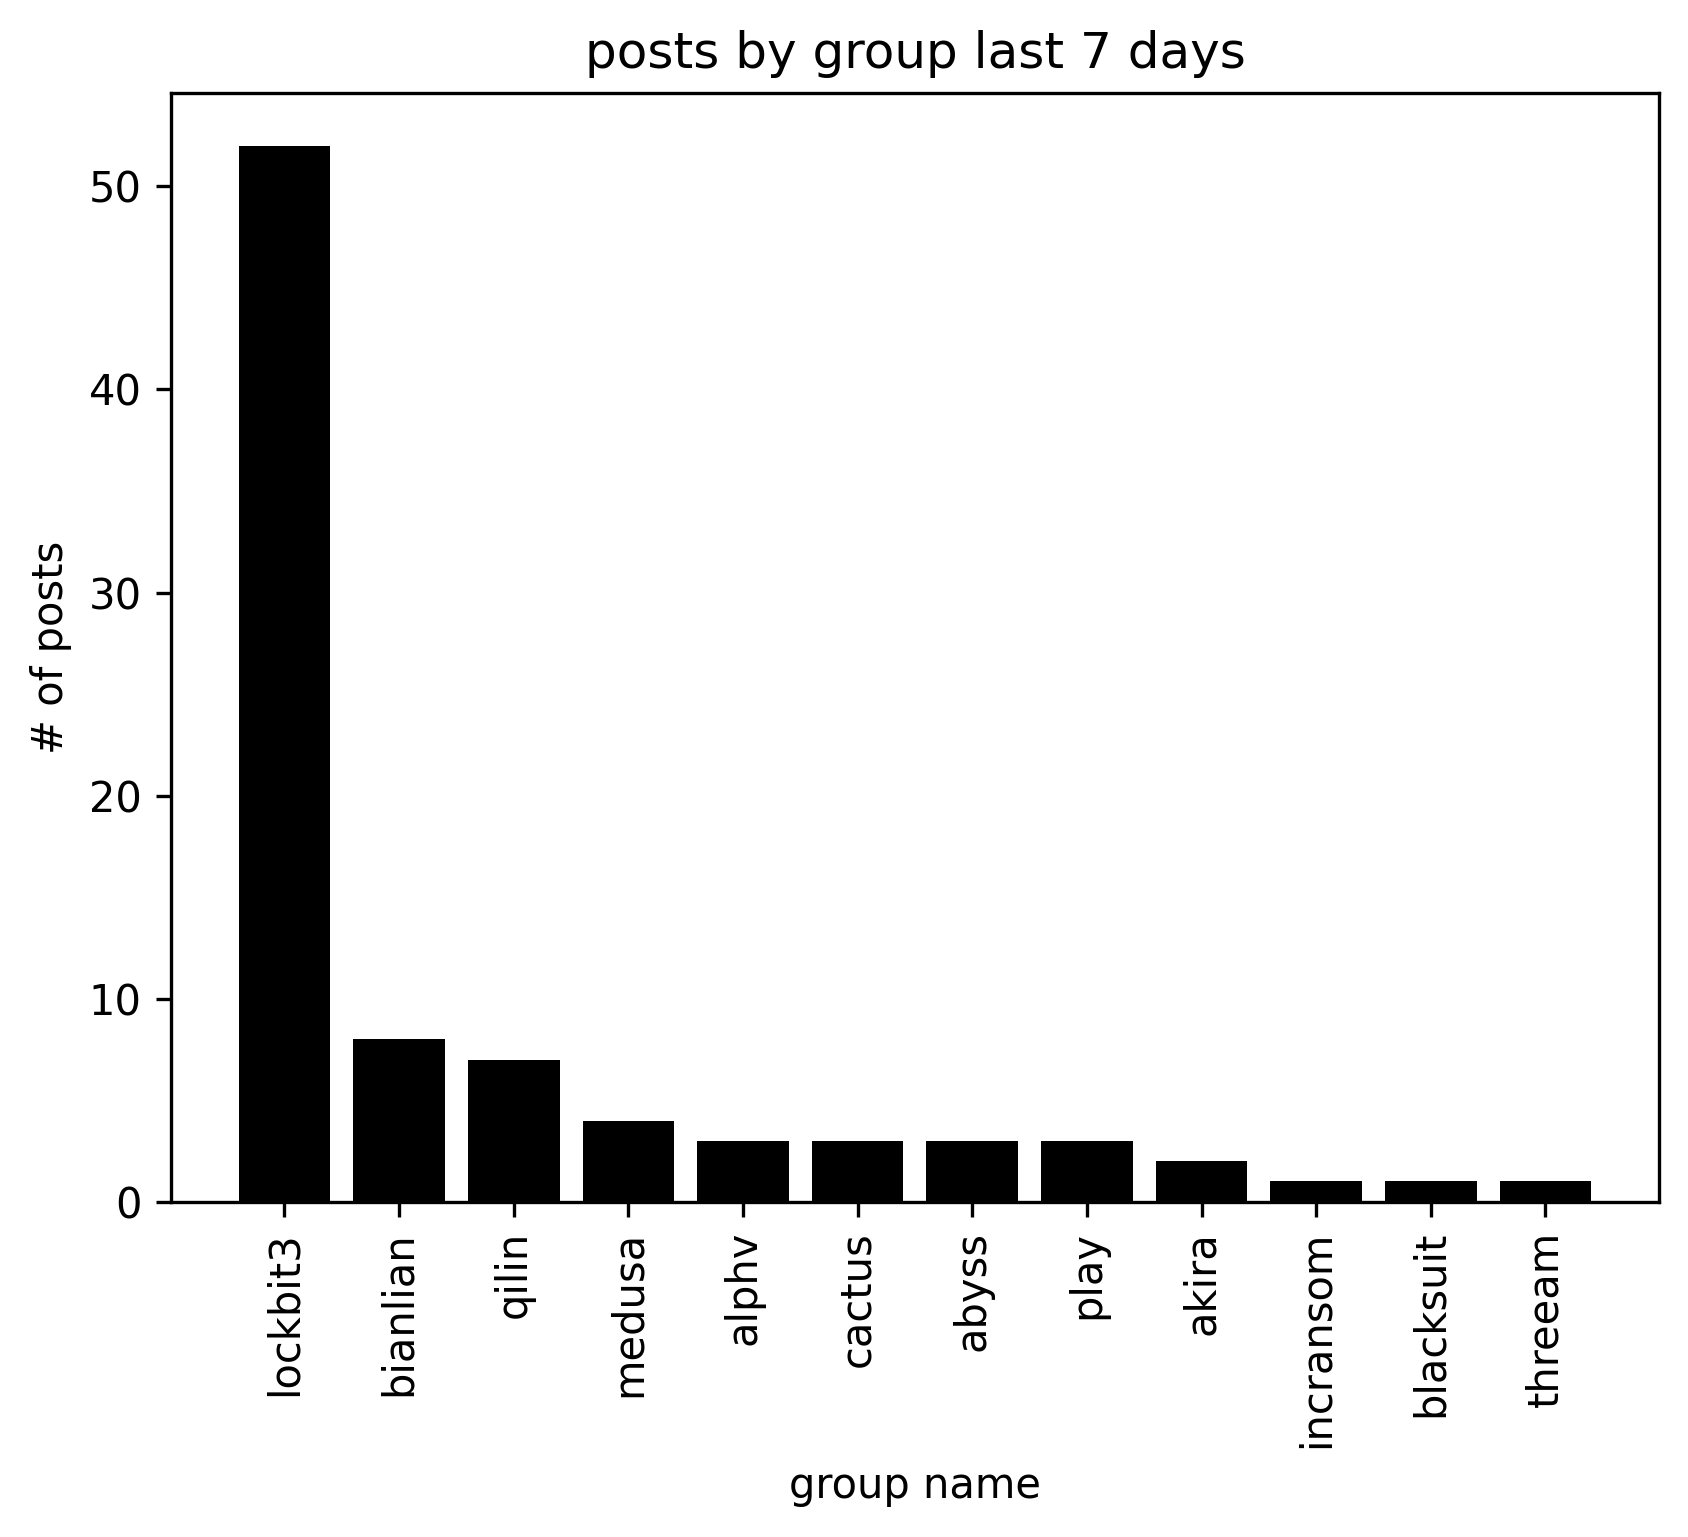 posts by group last 7 days
# of posts
50
40
30
20
10
0
lockbit3
bianlian
qilin
medusa
alphv
cactus
abyss
play
akira
incransom
blacksuit
threeam
group name